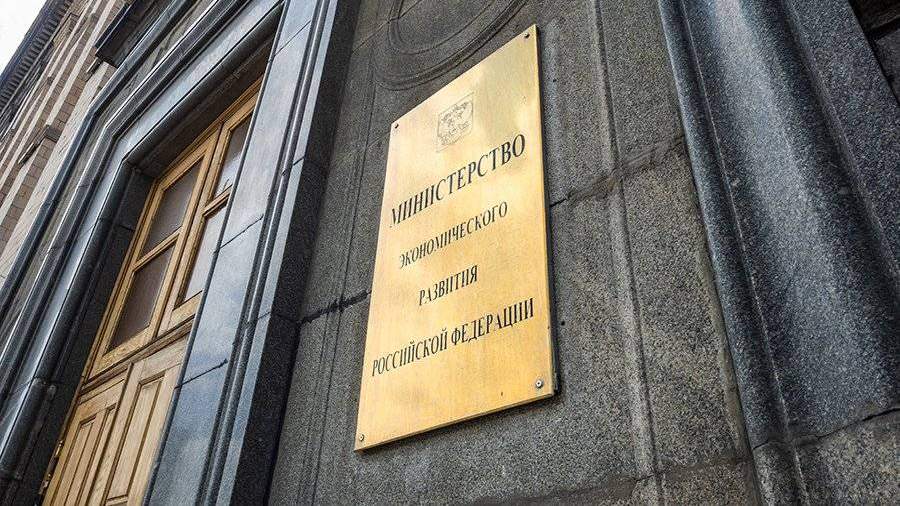 МИНИСТЕРСТВО
ЭКОНОМИЧЕСКОГО
РАЗВИТИЯ
РОССИЙСКОЙ ФЕДЕРАЦИИ